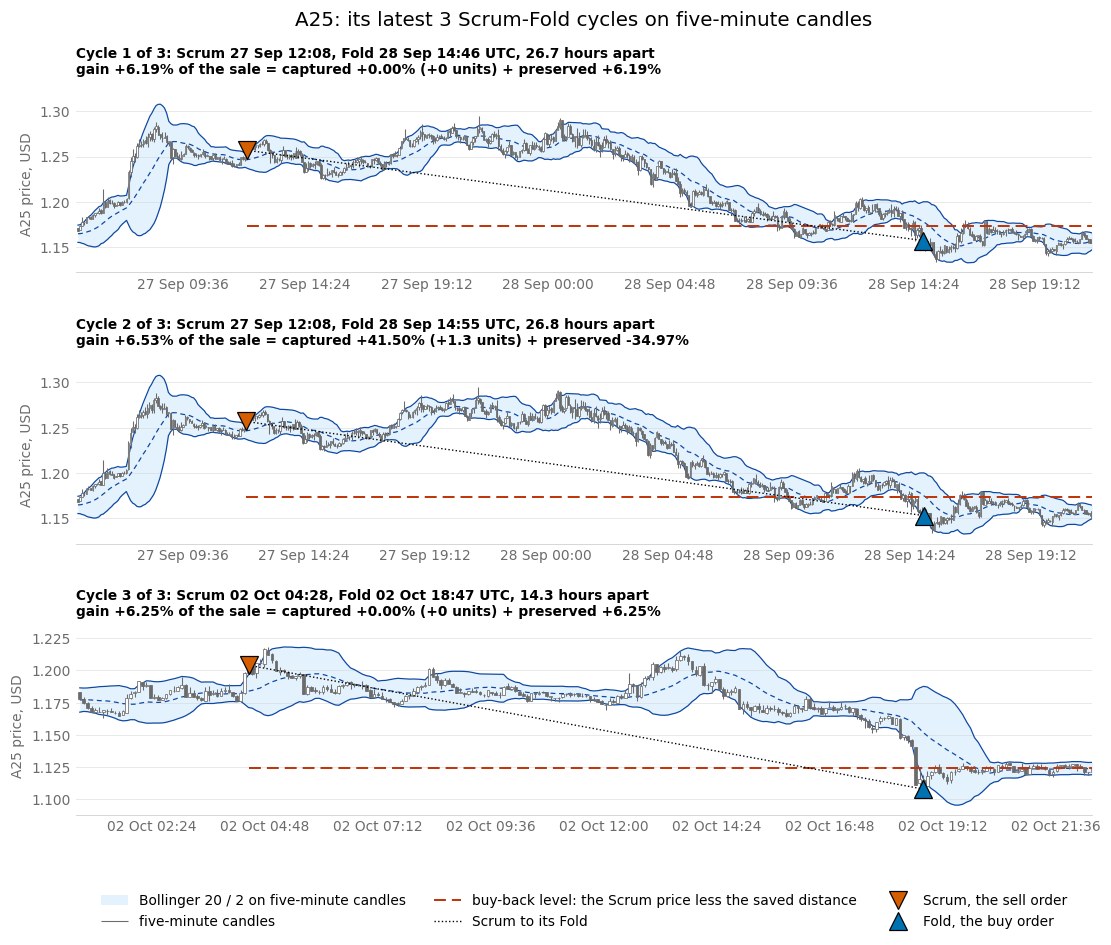 A25: its latest 3 Scrum-Fold cycles on five-minute candles
Cycle 1 of 3: Scrum 27 Sep 12:08, Fold 28 Sep 14:46 UTC, 26.7 hours apart
gain +6.19% of the sale = captured +0.00% (+0 units) + preserved +6.19%
A25 price, USD
1.30
1.25
1.20
1.15
27 Sep 09:36 27 Sep 14:24 27 Sep 19:12 28 Sep 00:00 28 Sep 04:48 28 Sep 09:36 28 Sep 14:24 28 Sep 19:12
Cycle 2 of 3: Scrum 27 Sep 12:08, Fold 28 Sep 14:55 UTC, 26.8 hours apart
gain +6.53% of the sale = captured +41.50% (+1.3 units) + preserved -34.97%
A25 price, USD
1.30
1.25
1.20
1.15
27 Sep 09:36 27 Sep 14:24 27 Sep 19:12 28 Sep 00:00 28 Sep 04:48 28 Sep 09:36 28 Sep 14:24 28 Sep 19:12
Cycle 3 of 3: Scrum 02 Oct 04:28, Fold 02 Oct 18:47 UTC, 14.3 hours apart
gain +6.25% of the sale = captured +0.00% (+0 units) + preserved +6.25%
A25 price, USD
1.225
1.200
1.175
1.150
1.125
1.100
02 Oct 02:24 02 Oct 04:48 02 Oct 07:12 02 Oct 09:36 02 Oct 12:00 02 Oct 14:24 02 Oct 16:48 02 Oct 19:12 02 Oct 21:36
Bollinger 20 / 2 on five-minute candles
five-minute candles
buy-back level: the Scrum price less the saved distance
Scrum to its Fold
Scrum, the sell order
Fold, the buy order